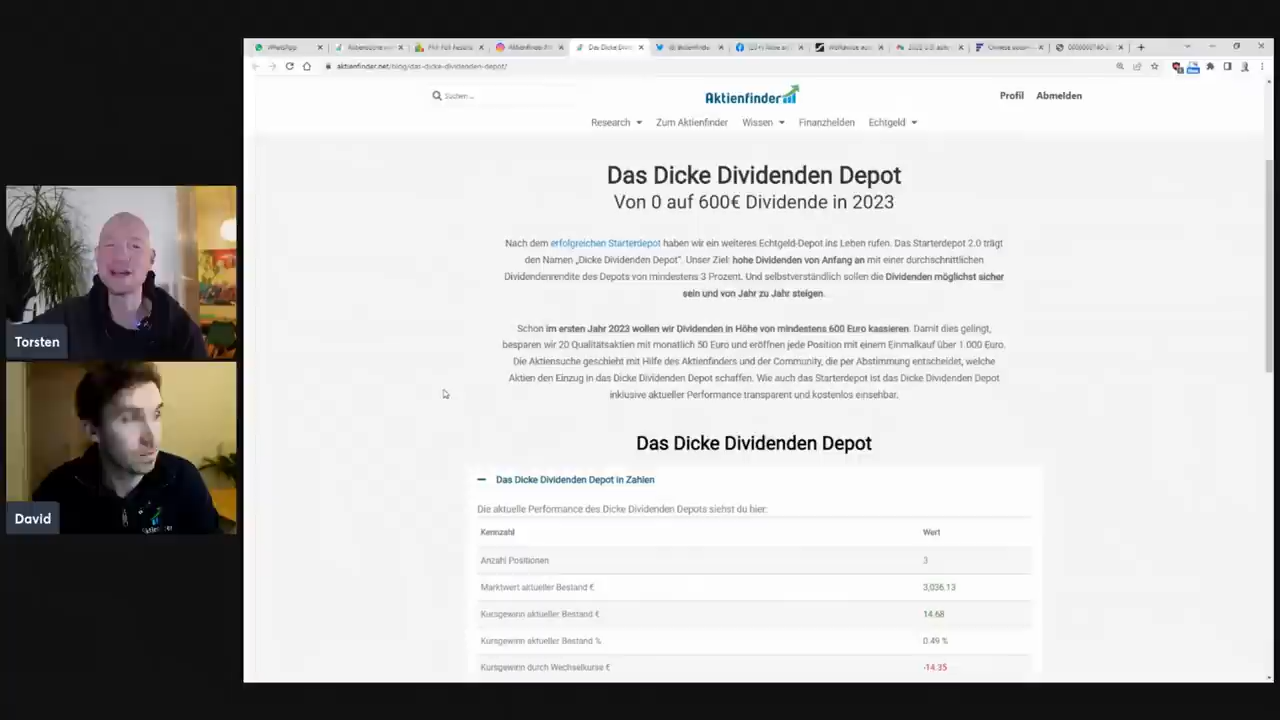 WhatsApp
Das Dicke Divi
aktienfinder.net/blog/das-dicke-dividenden-depot/
Suchen ...
Aktienfinder
Profil
Abmelden
Research
Zum Aktienfinder
Wissen
Finanzhelden
Echtgeld
Das Dicke Dividenden Depot
Von 0 auf 600€ Dividende in 2023
Nach dem erfolgreichen Starterdepot haben wir ein weiteres Echtgeld-Depot ins Leben rufen. Das Starterdepot 2.0 trägt
den Namen „Dicke Dividenden Depot". Unser Ziel: hohe Dividenden von Anfang an mit einer durchschnittlichen
Dividendenrendite des Depots von mindestens 3 Prozent. Und selbstverständlich sollen die Dividenden möglichst sicher
sein und von Jahr zu Jahr steigen.
Schon im ersten Jahr 2023 wollen wir Dividenden in Höhe von mindestens 600 Euro kassieren. Damit dies gelingt,
besparen wir 20 Qualitätsaktien mit monatlich 50 Euro und eröffnen jede Position mit einem Einmalkauf über 1.000 Euro.
Die Aktiensuche geschieht mit Hilfe des Aktienfinders und der Community, die per Abstimmung entscheidet, welche
Aktien den Einzug in das Dicke Dividenden Depot schaffen. Wie auch das Starterdepot ist das Dicke Dividenden Depot
inklusive aktueller Performance transparent und kostenlos einsehbar.
Das Dicke Dividenden Depot
Das Dicke Dividenden Depot in Zahlen
Die aktuelle Performance des Dicke Dividenden Depots siehst du hier:
Kennzahl Wert
Anzahl Positionen 3
Marktwert aktueller Bestand € 3,036.13
Kursgewinn aktueller Bestand € 14.68
Kursgewinn aktueller Bestand % 0.49 %
Kursgewinn durch Wechselkurse € -14.35
Torsten
David